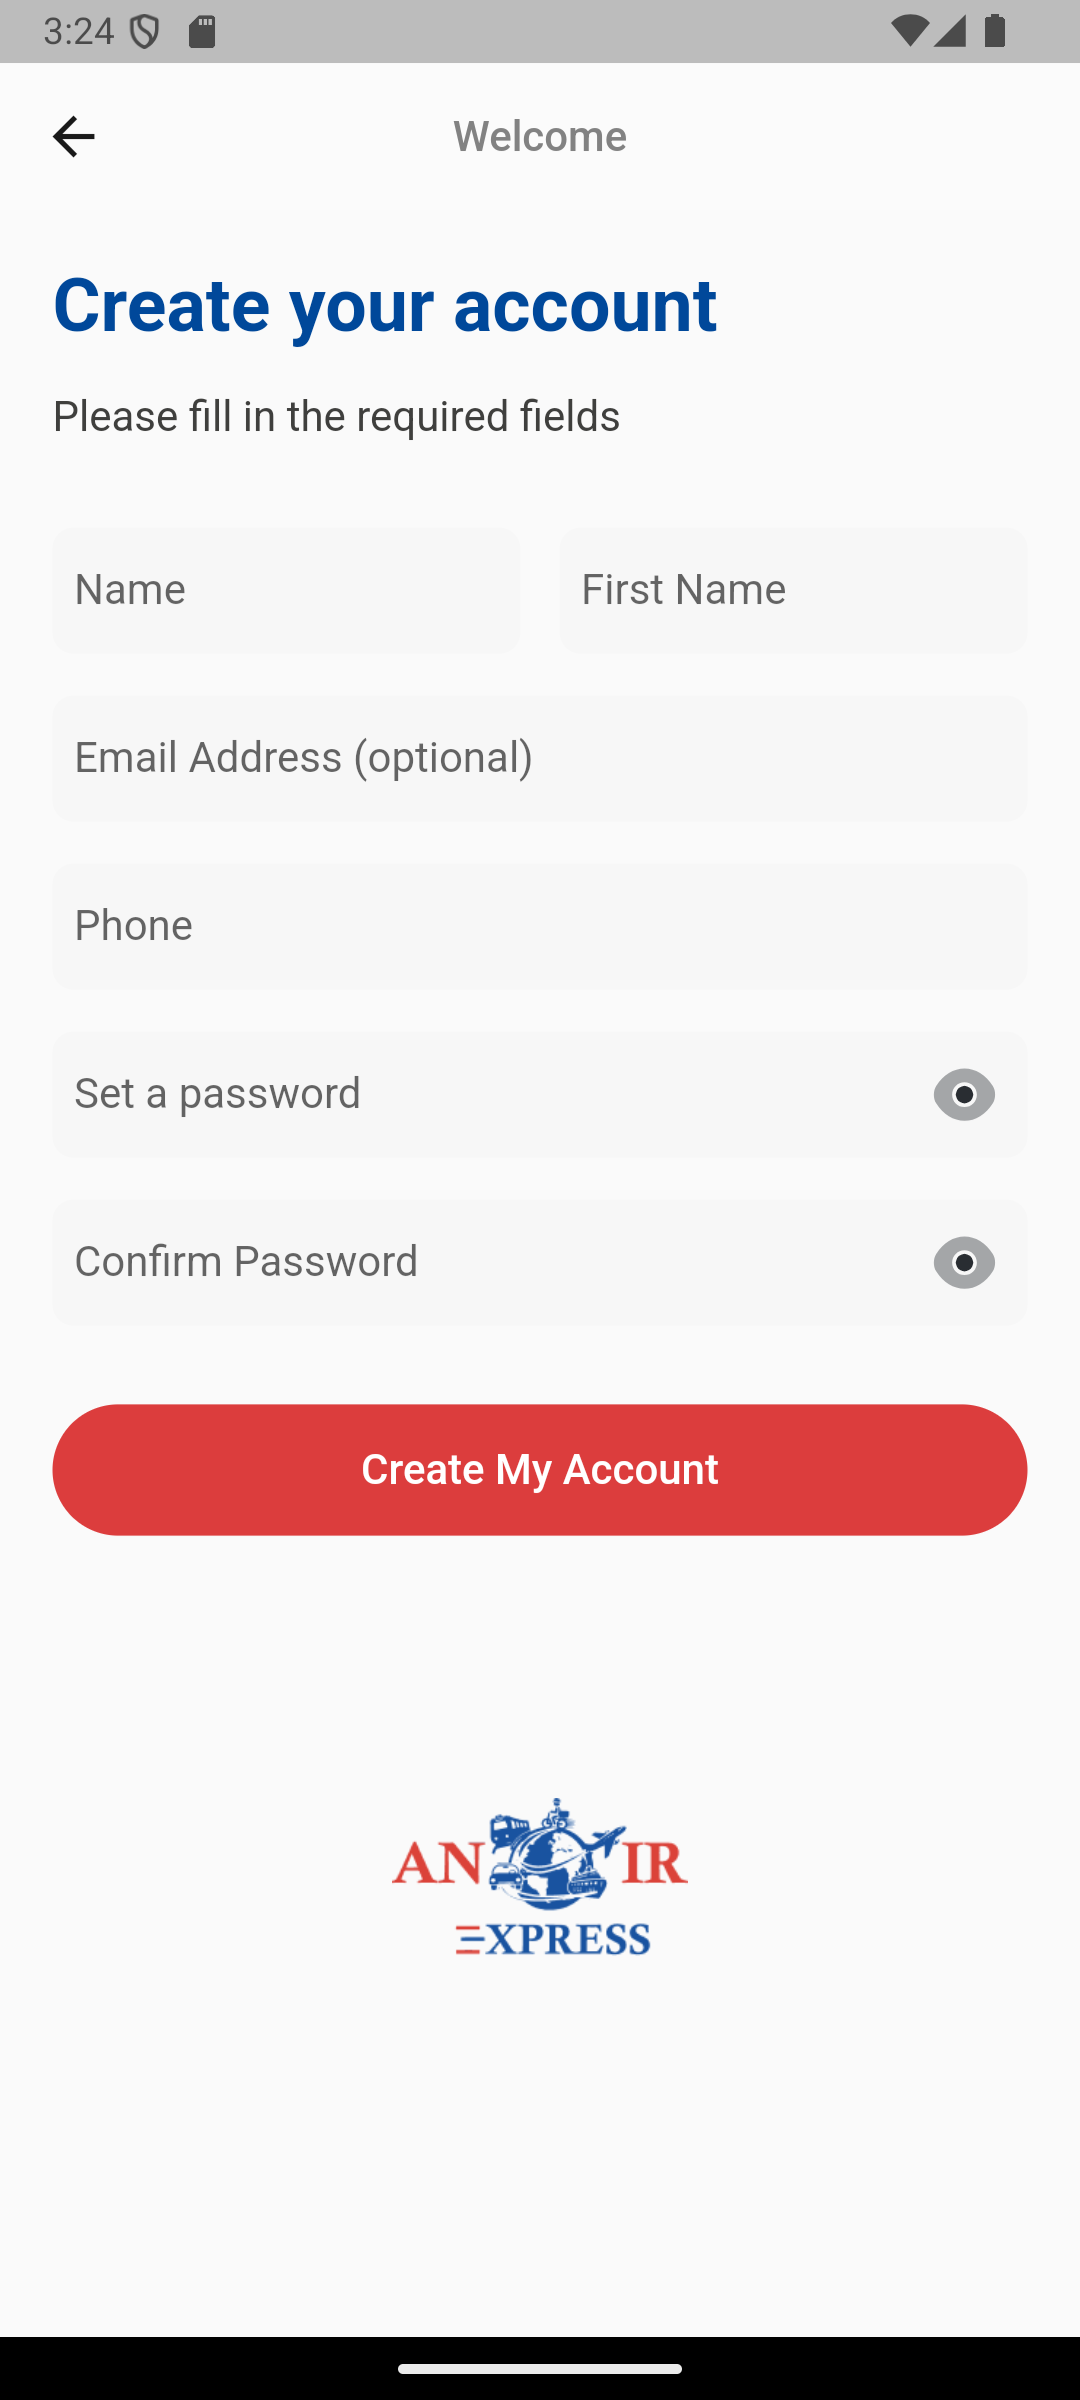 3:24
Welcome
Create your account
Please fill in the required fields
Name
First Name
Email Address (optional)
Phone
Set a password
Confirm Password
Create My Account
AN IR
EXPRESS